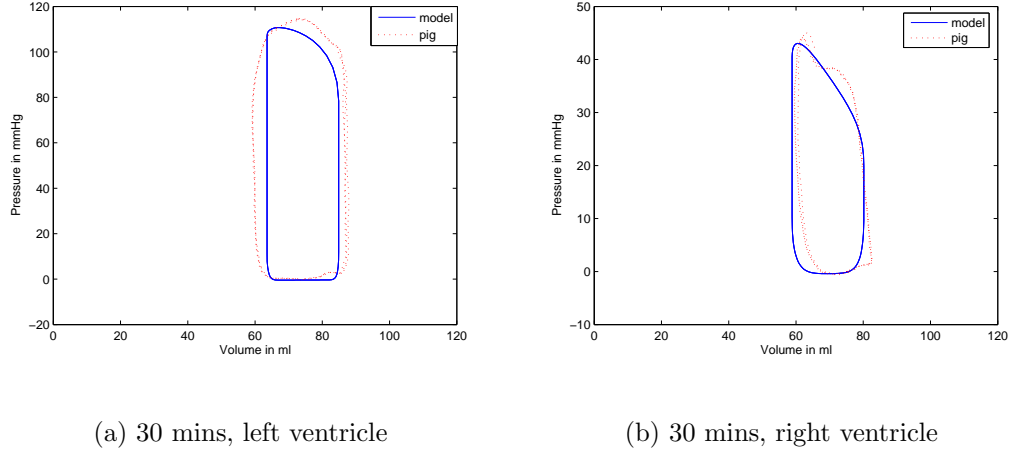 120
100
80
60
40
20
0
−20
0 20 40 60 80 100 120
Pressure in mmHg
Volume in ml
model
pig
(a) 30 mins, left ventricle
50
40
30
20
10
0
−10
0 20 40 60 80 100 120
Pressure in mmHg
Volume in ml
model
pig
(b) 30 mins, right ventricle